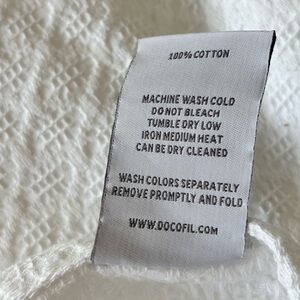 100% COTTON
MACHINE WASH COLD
DO NOT BLEACH
TUMBLE DRY LOW
IRON MEDIUM HEAT
CAN BE DRY CLEANED
WASH COLORS SEPARATELY
REMOVE PROMPTLY AND FOLD
WWW.DOCOFIL.COM